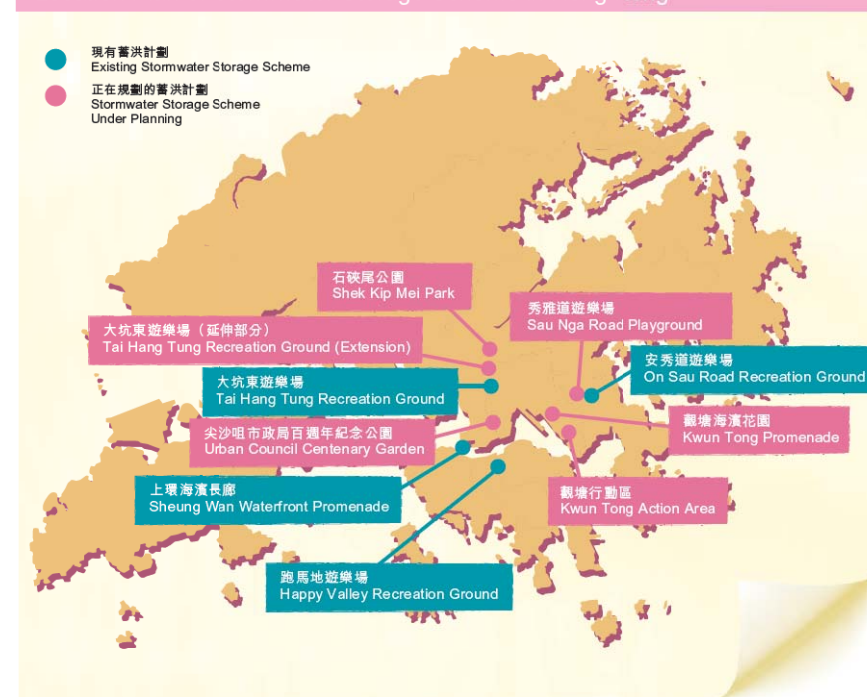 現有蓄洪計劃
Existing Stormwater Storage Scheme
正在規劃的蓄洪計劃
Stormwater Storage Scheme
Under Planning
石硤尾公園
Shek Kip Mei Park
秀雅道遊樂場
Sau Nga Road Playground
大坑東遊樂場（延伸部分）
Tai Hang Tung Recreation Ground (Extension)
安秀道遊樂場
On Sau Road Recreation Ground
大坑東遊樂場
Tai Hang Tung Recreation Ground
觀塘海濱花園
Kwun Tong Promenade
尖沙咀市政局百週年紀念公園
Urban Council Centenary Garden
上環海濱長廊
Sheung Wan Waterfront Promenade
觀塘行動區
Kwun Tong Action Area
跑馬地遊樂場
Happy Valley Recreation Ground